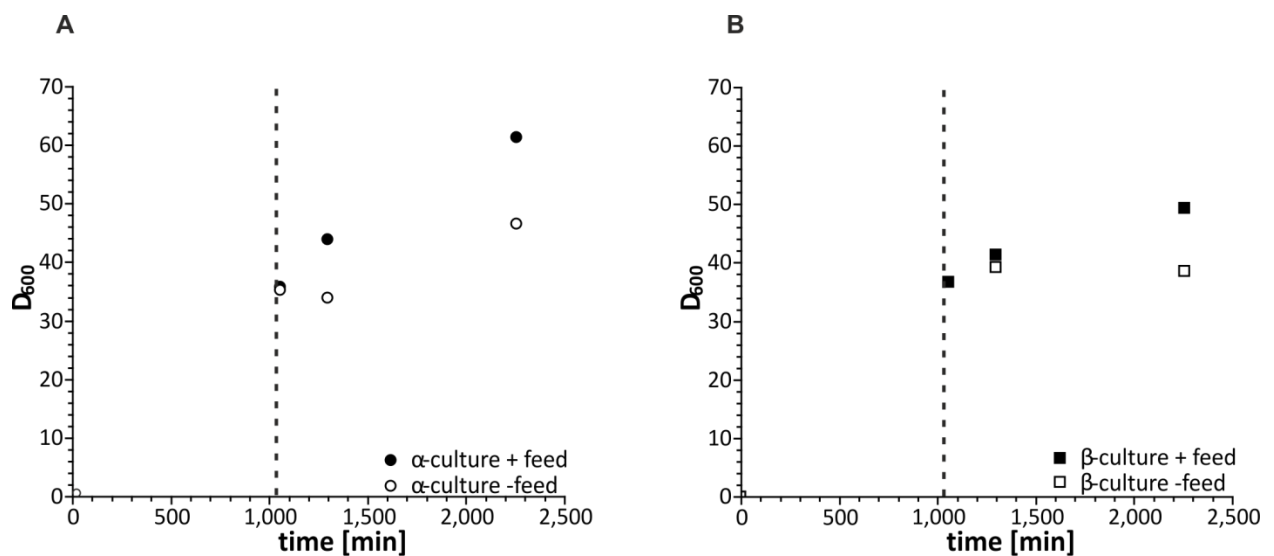 A
70
60
50
40
30
20
10
0
D600
0 500 1,000 1,500 2,000 2,500
time [min]
α-culture + feed
α-culture -feed
B
70
60
50
40
30
20
10
0
D600
0 500 1,000 1,500 2,000 2,500
time [min]
β-culture + feed
β-culture -feed